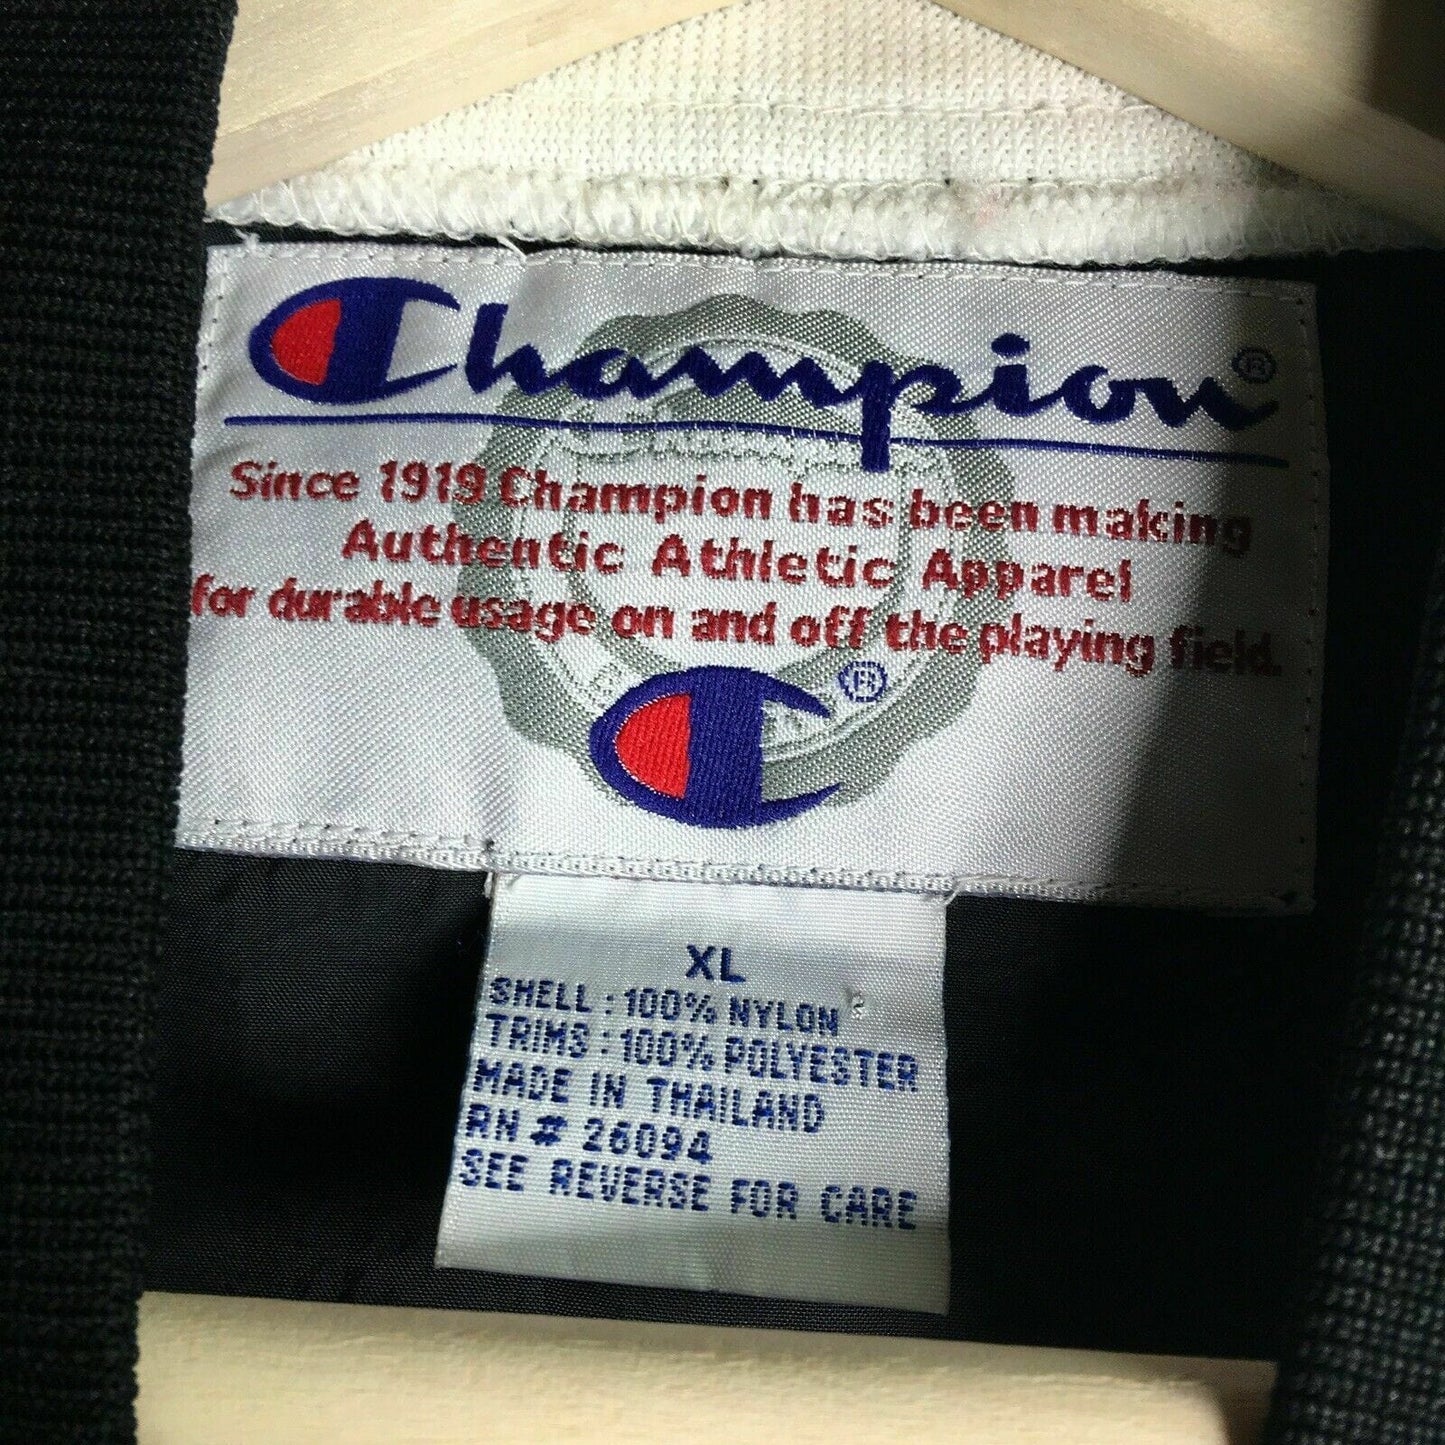 Champion®
Since 1919 Champion has been making
Authentic Athletic Apparel
for durable usage on and off the playing field.
®
XL
SHELL : 100% NYLON
TRIMS : 100% POLYESTER
MADE IN THAILAND
RN # 26094
SEE REVERSE FOR CARE